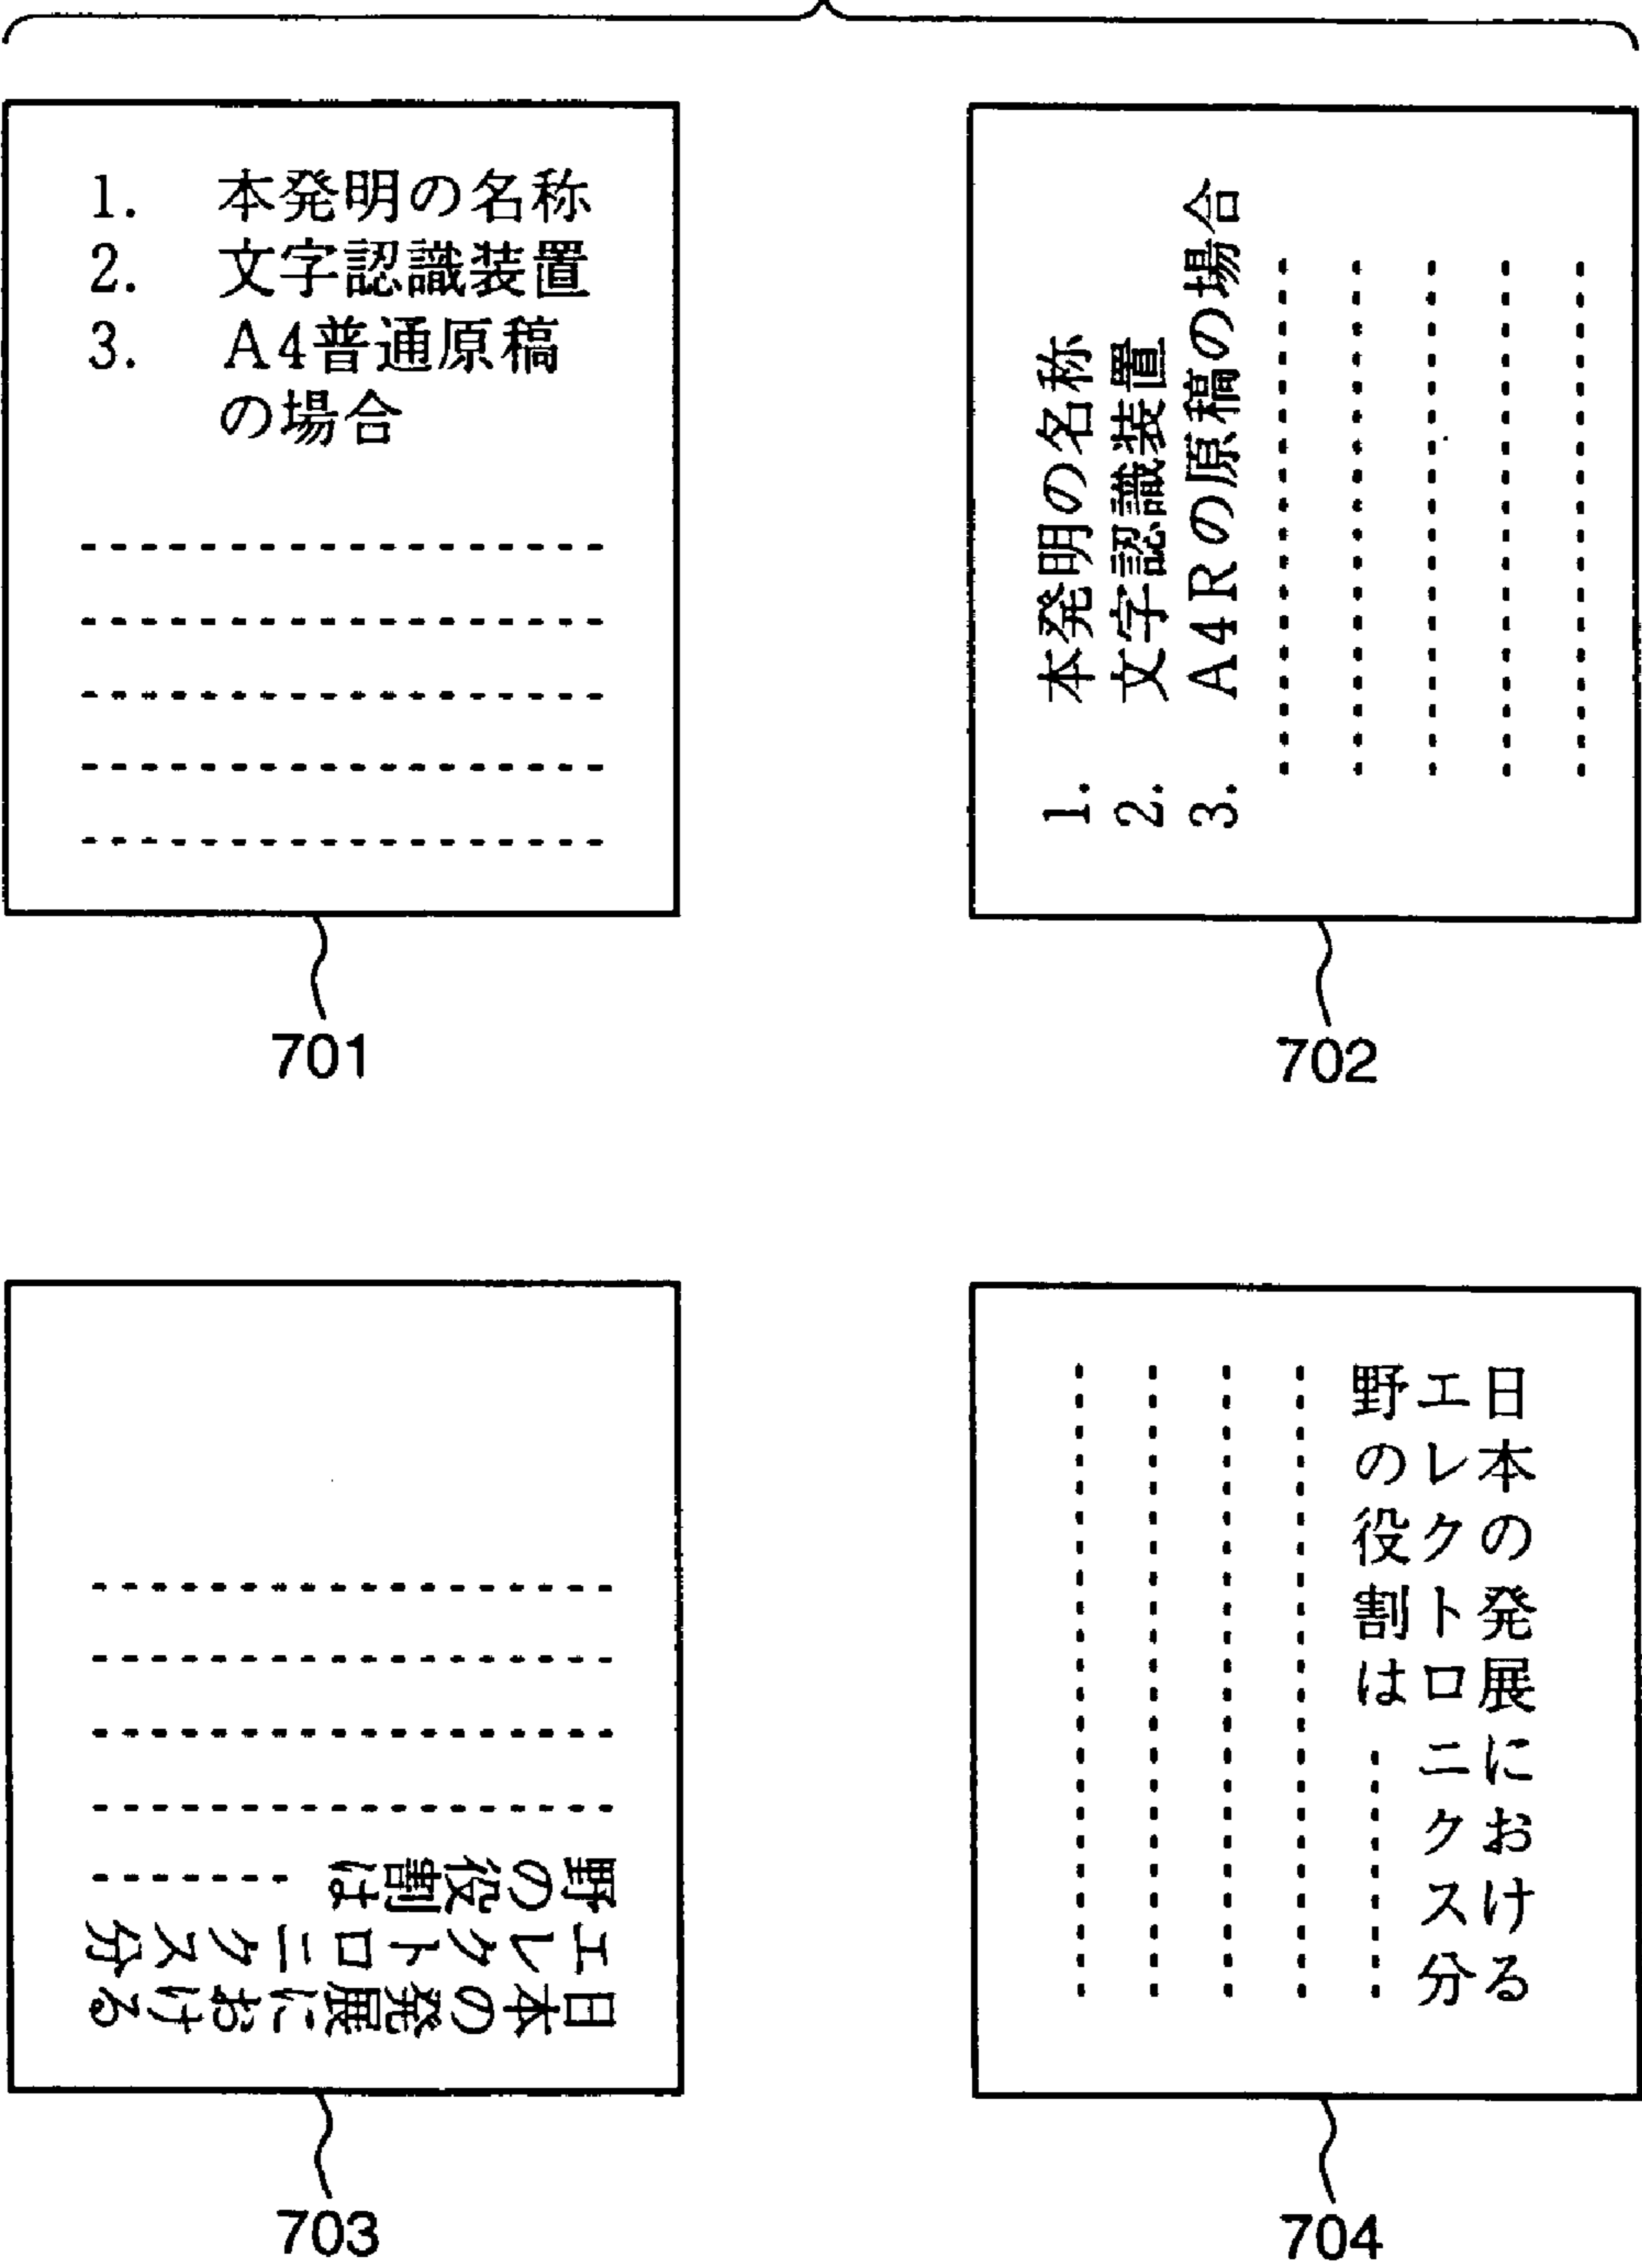 1. 本発明の名称
2. 文字認識装置
3. A4普通原稿
の場合
701
1. 本発明の名称
2. 文字認識装置
3. A4Rの原稿の場合
702
日本の発展における
エレクトロニクス分
野の役割は
703
日本の発展における
エレクトロニクス分
野の役割は
704